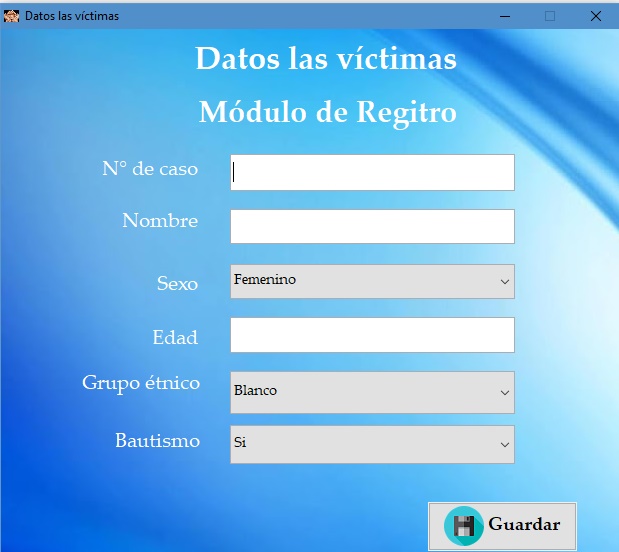 Datos las víctimas
Datos las víctimas
Módulo de Regitro
N° de caso
Nombre
Sexo Femenino
Edad
Grupo étnico Blanco
Bautismo Si
Guardar